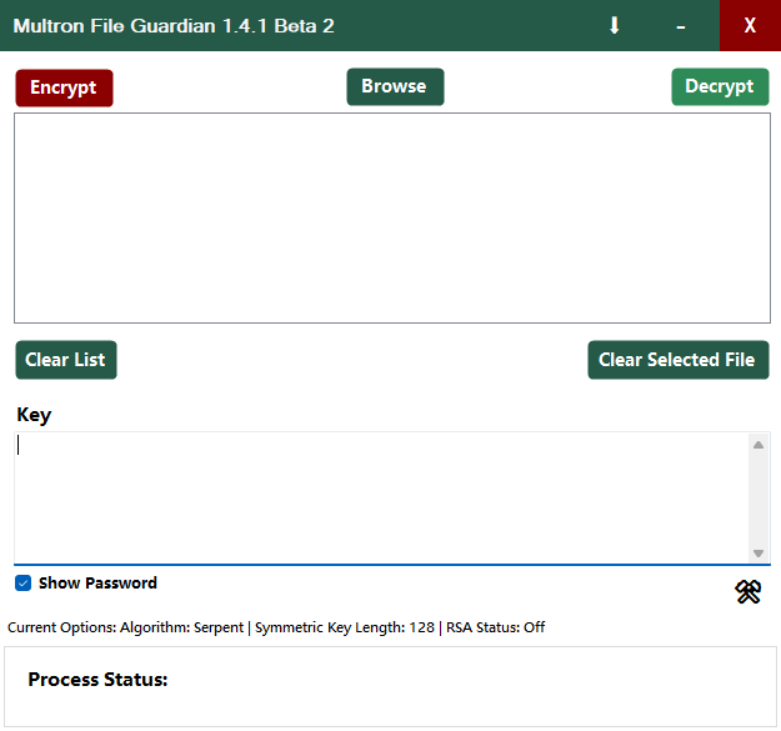 Multron File Guardian 1.4.1 Beta 2
⬇ - X
Encrypt Browse Decrypt
Clear List Clear Selected File
Key
Show Password
Current Options: Algorithm: Serpent | Symmetric Key Length: 128 | RSA Status: Off
Process Status: